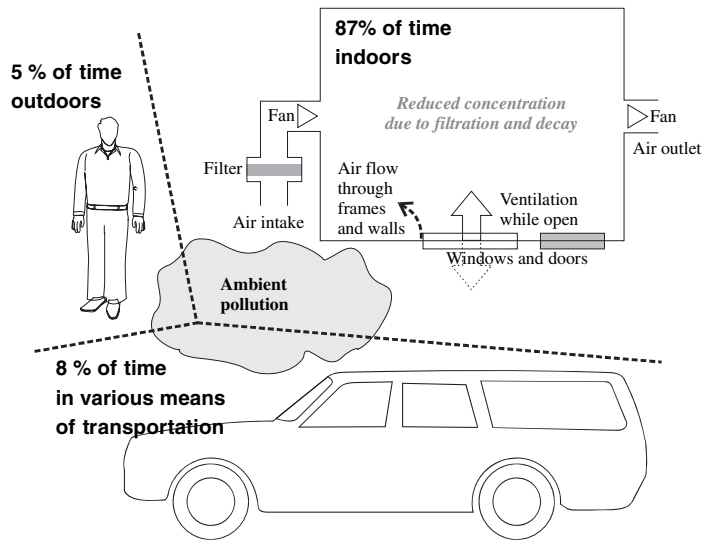 5 % of time
outdoors
87% of time
indoors
Reduced concentration
due to filtration and decay
Fan
Fan
Air outlet
Filter
Air intake
Air flow
through
frames
and walls
Ventilation
while open
Windows and doors
Ambient
pollution
8 % of time
in various means
of transportation